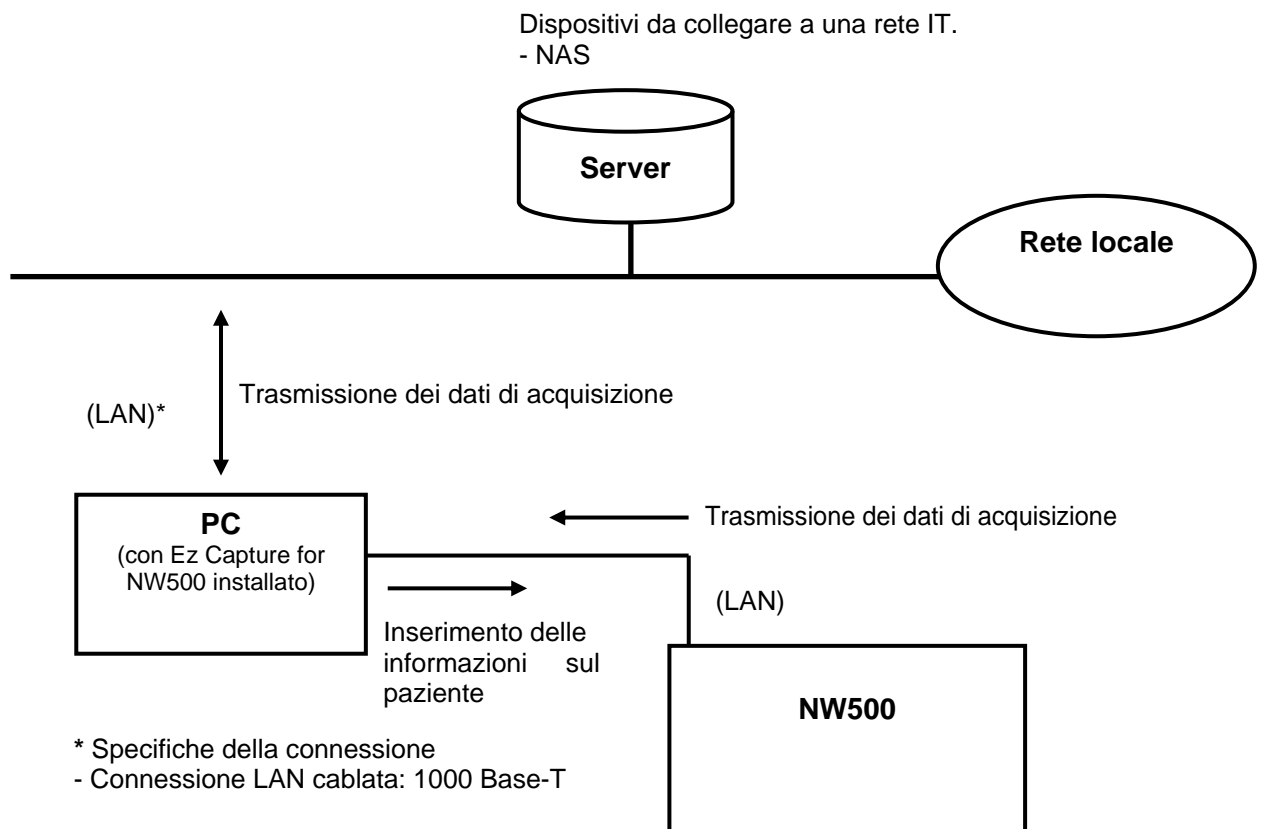 Dispositivi da collegare a una rete IT.
- NAS
Server
Rete locale
(LAN)*
Trasmissione dei dati di acquisizione
PC
(con Ez Capture for
NW500 installato)
Trasmissione dei dati di acquisizione
(LAN)
Inserimento delle
informazioni sul
paziente
NW500
* Specifiche della connessione
- Connessione LAN cablata: 1000 Base-T